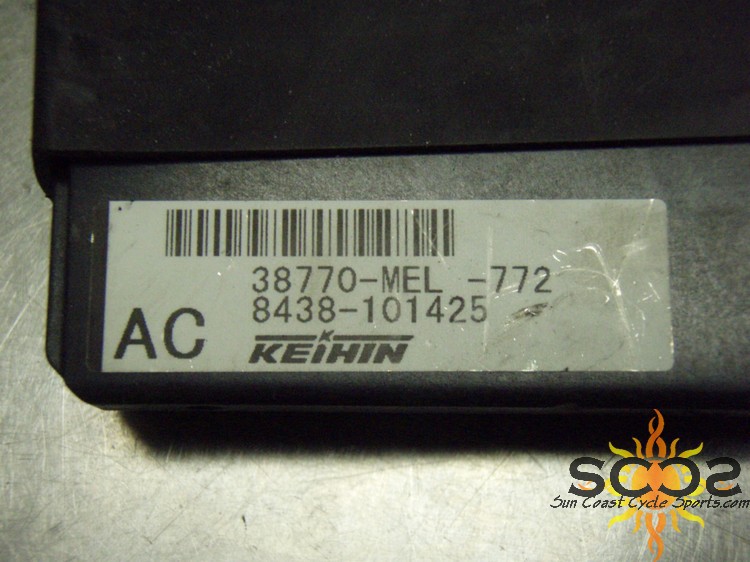 38770-MEL -772
8438-101425
AC
KEIHIN
SCCS
Sun Coast Cycle Sports.com